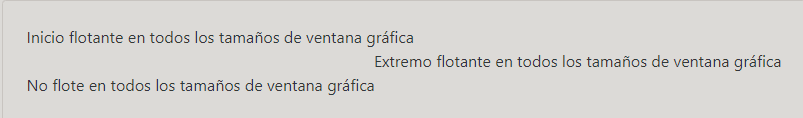 Inicio flotante en todos los tamaños de ventana gráfica
Extremo flotante en todos los tamaños de ventana gráfica
No flote en todos los tamaños de ventana gráfica